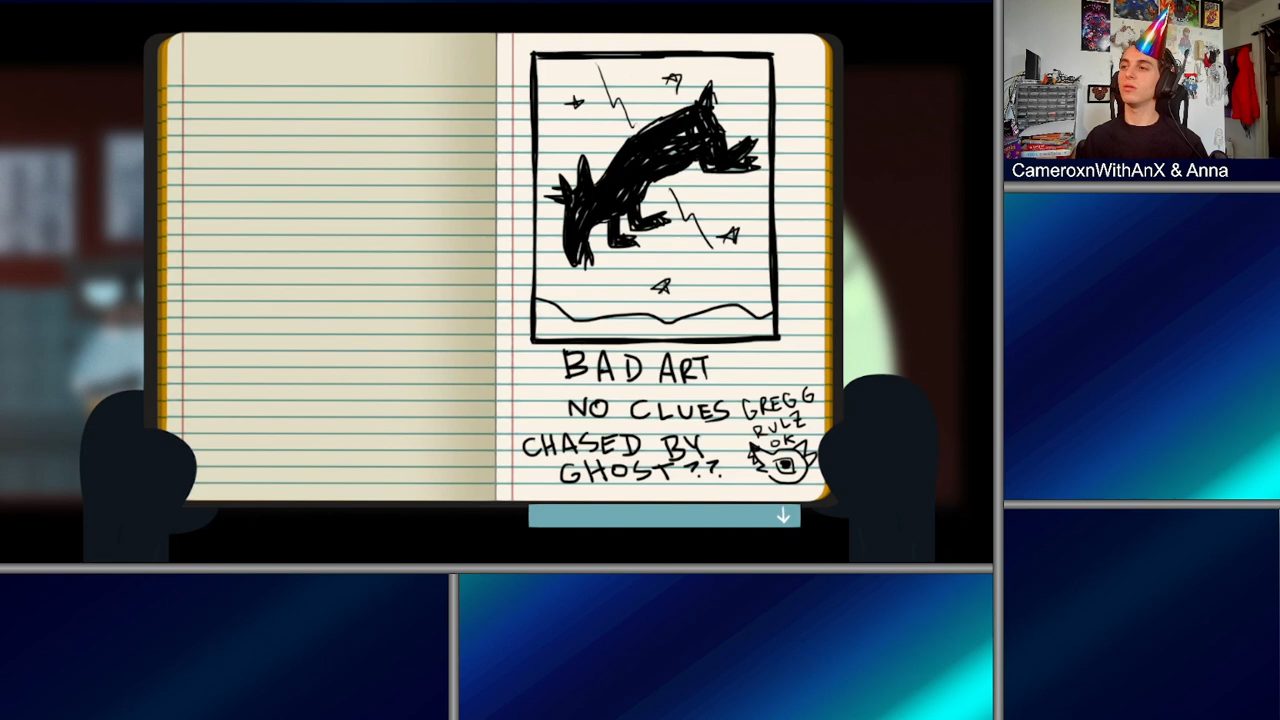 BAD ART
NO CLUES
CHASED BY
GHOST??
GREGG
RULZ
OK
CameroxnWithAnX & Anna